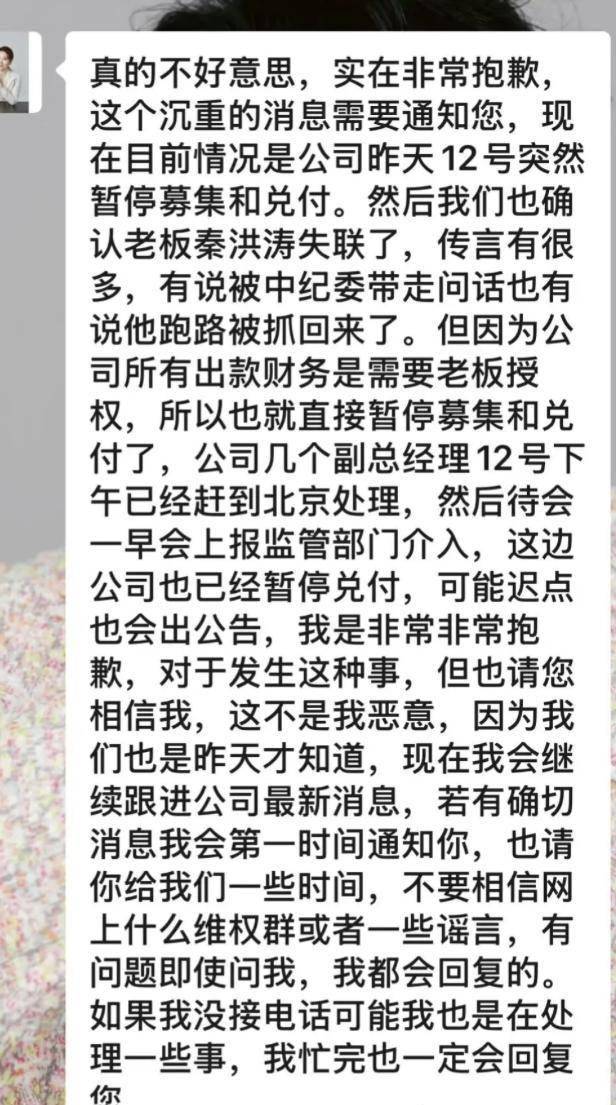 真的不好意思，实在非常抱歉，
这个沉重的消息需要通知您，现
在目前情况是公司昨天12号突然
暂停募集和兑付。然后我们也确
认老板秦洪涛失联了，传言有很
多，有说被中纪委带走问话也有
说他跑路被抓回来了。但因为公
司所有出款财务是需要老板授
权，所以也就直接暂停募集和兑
付了，公司几个副总经理12号下
午已经赶到北京处理，然后待会
一早会上报监管部门介入，这边
公司也已经暂停兑付，可能迟点
也会出公告，我是非常非常抱
歉，对于发生这种事，但也请您
相信我，这不是我恶意，因为我
们也是昨天才知道，现在我会继
续跟进公司最新消息，若有确切
消息我会第一时间通知你，也请
你给我们一些时间，不要相信网
上什么维权群或者一些谣言，有
问题即使问我，我都会回复的。
如果我没接电话可能我也是在处
理一些事，我忙完也一定会回复
您